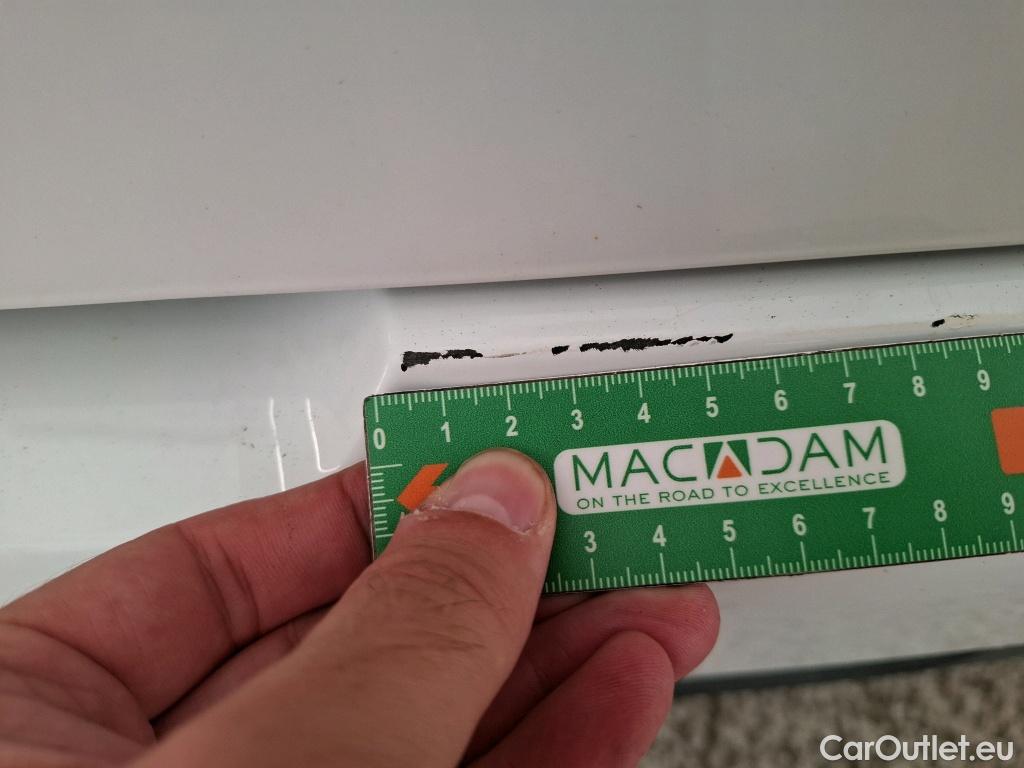 0 1 2 3 4 5 6 7 8 9
MACADAM
ON THE ROAD TO EXCELLENCE
3 4 5 6 7 8 9
CarOutlet.eu